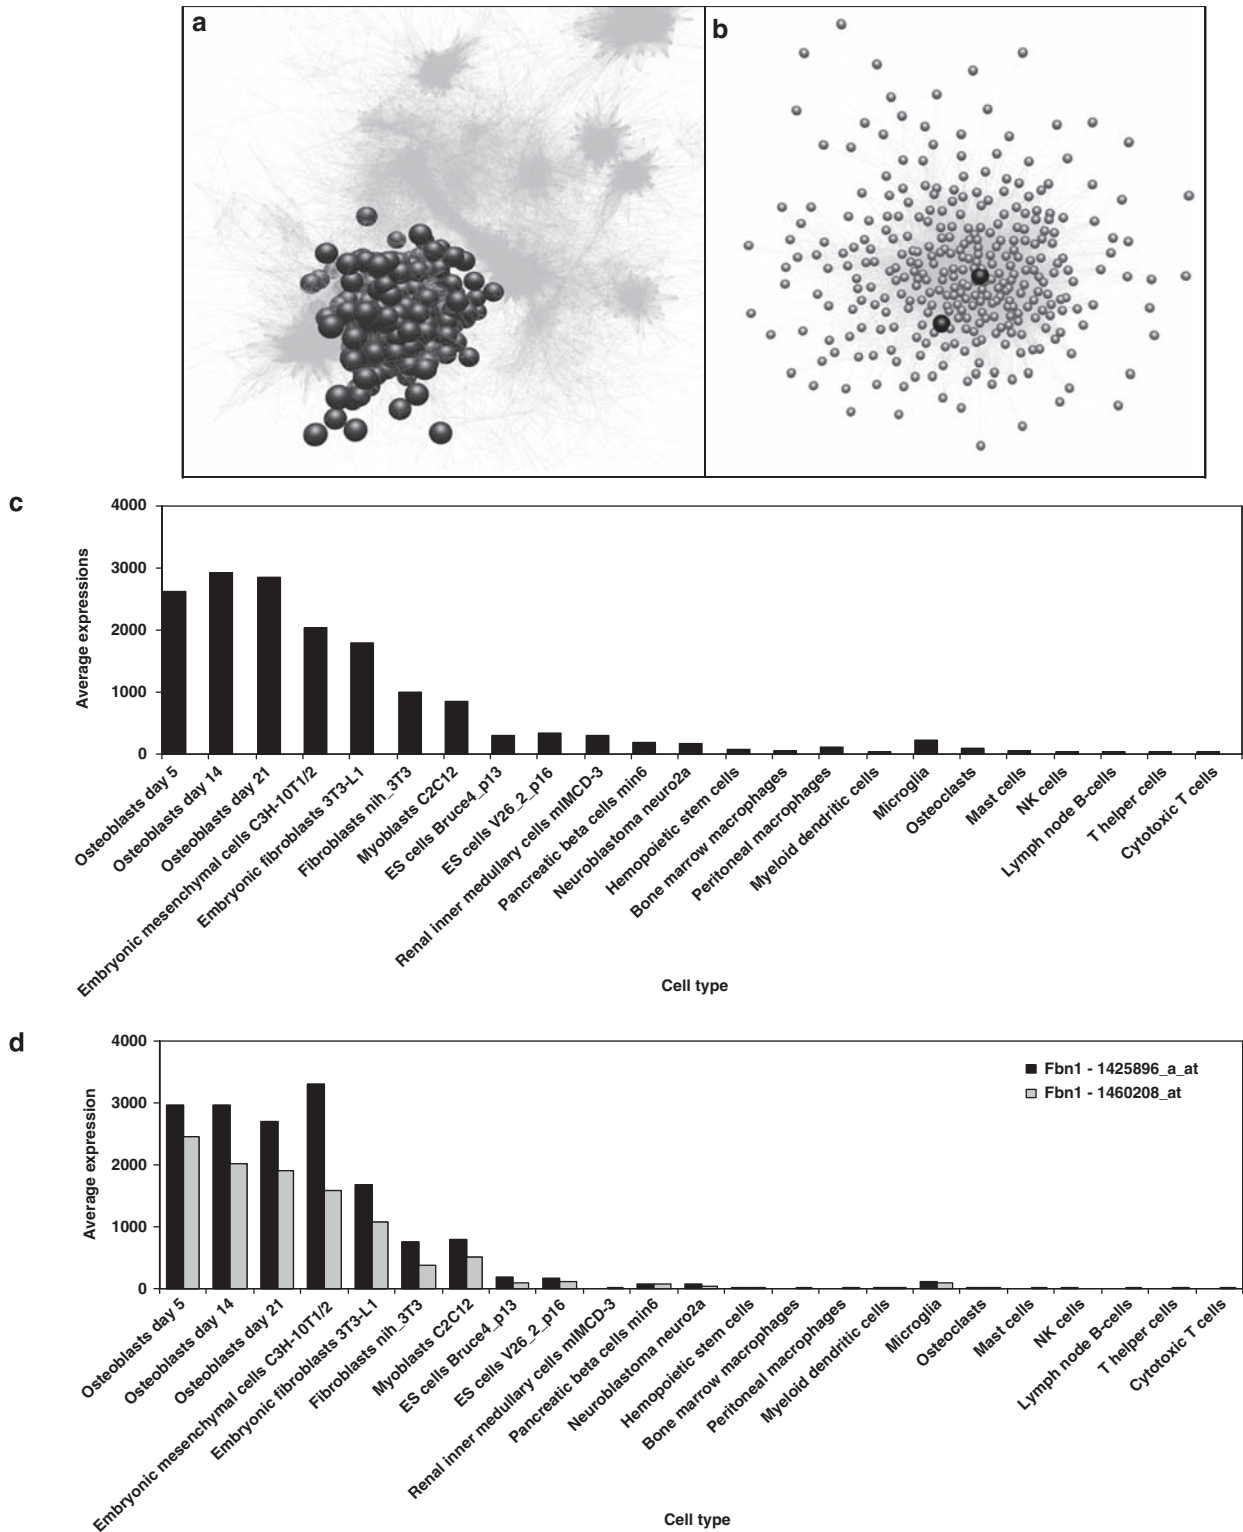 a
b
c
4000
3000
2000
1000
0
Average expressions
Osteoblasts day 5
Osteoblasts day 14
Osteoblasts day 21
Embryonic mesenchymal cells C3H-10T1/2
Embryonic fibroblasts 3T3-L1
Fibroblasts nih_3T3
Myoblasts C2C12
ES cells Bruce4_p13
ES cells V26_2_p16
Renal inner medullary cells mIMCD-3
Pancreatic beta cells min6
Neuroblastoma neuro2a
Hemopoietic stem cells
Bone marrow macrophages
Peritoneal macrophages
Myeloid dendritic cells
Microglia
Osteoclasts
Mast cells
NK cells
Lymph node B-cells
T helper cells
Cytotoxic T cells
Cell type
d
4000
3000
2000
1000
0
Average expression
Fbn1 - 1425896_a_at
Fbn1 - 1460208_at
Osteoblasts day 5
Osteoblasts day 14
Osteoblasts day 21
Embryonic mesenchymal cells C3H-10T1/2
Embryonic fibroblasts 3T3-L1
Fibroblasts nih_3T3
Myoblasts C2C12
ES cells Bruce4_p13
ES cells V26_2_p16
Renal inner medullary cells mIMCD-3
Pancreatic beta cells min6
Neuroblastoma neuro2a
Hemopoietic stem cells
Bone marrow macrophages
Peritoneal macrophages
Myeloid dendritic cells
Microglia
Osteoclasts
Mast cells
NK cells
Lymph node B-cells
T helper cells
Cytotoxic T cells
Cell type